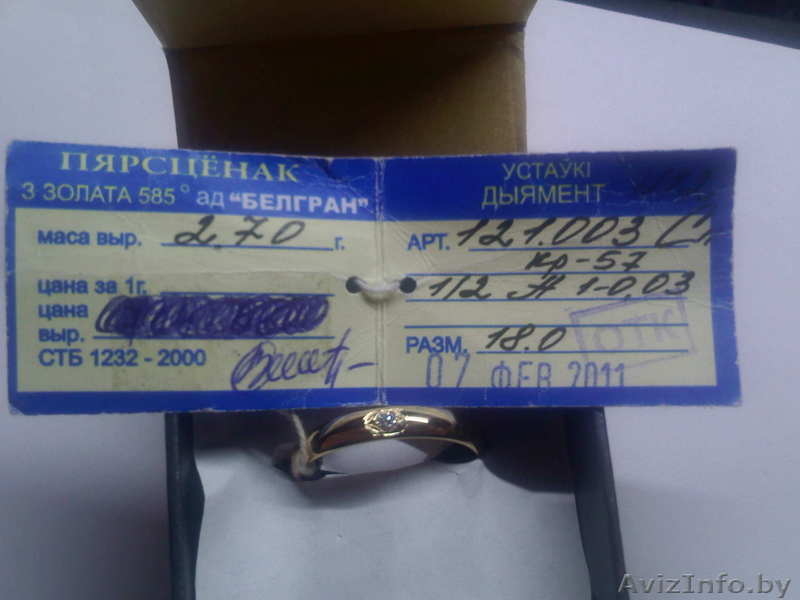 ПЯРСЦЁНАК
З ЗОЛАТА 585° ад "БЕЛГРАН"
маса выр. 2,70 г.
цана за 1г.
цана
выр.
СТБ 1232 - 2000
УСТАЎКІ
ДЫЯМЕНТ
АРТ. 121.003
кр-57
1/2 А 1-0,03
РАЗМ. 18.0
ОТК
07 ФЕВ 2011
AvizInfo.by